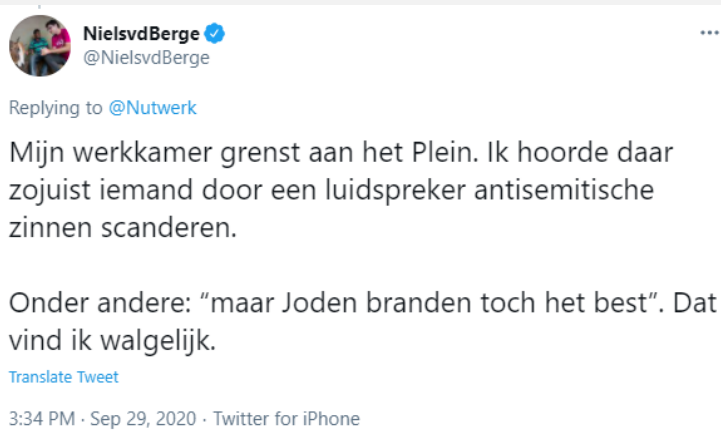 NielsvdBerge
@NielsvdBerge
Replying to @Nutwerk
Mijn werkkamer grenst aan het Plein. Ik hoorde daar
zojuist iemand door een luidspreker antisemitische
zinnen scanderen.
Onder andere: “maar Joden branden toch het best”. Dat
vind ik walgelijk.
Translate Tweet
3:34 PM · Sep 29, 2020 · Twitter for iPhone